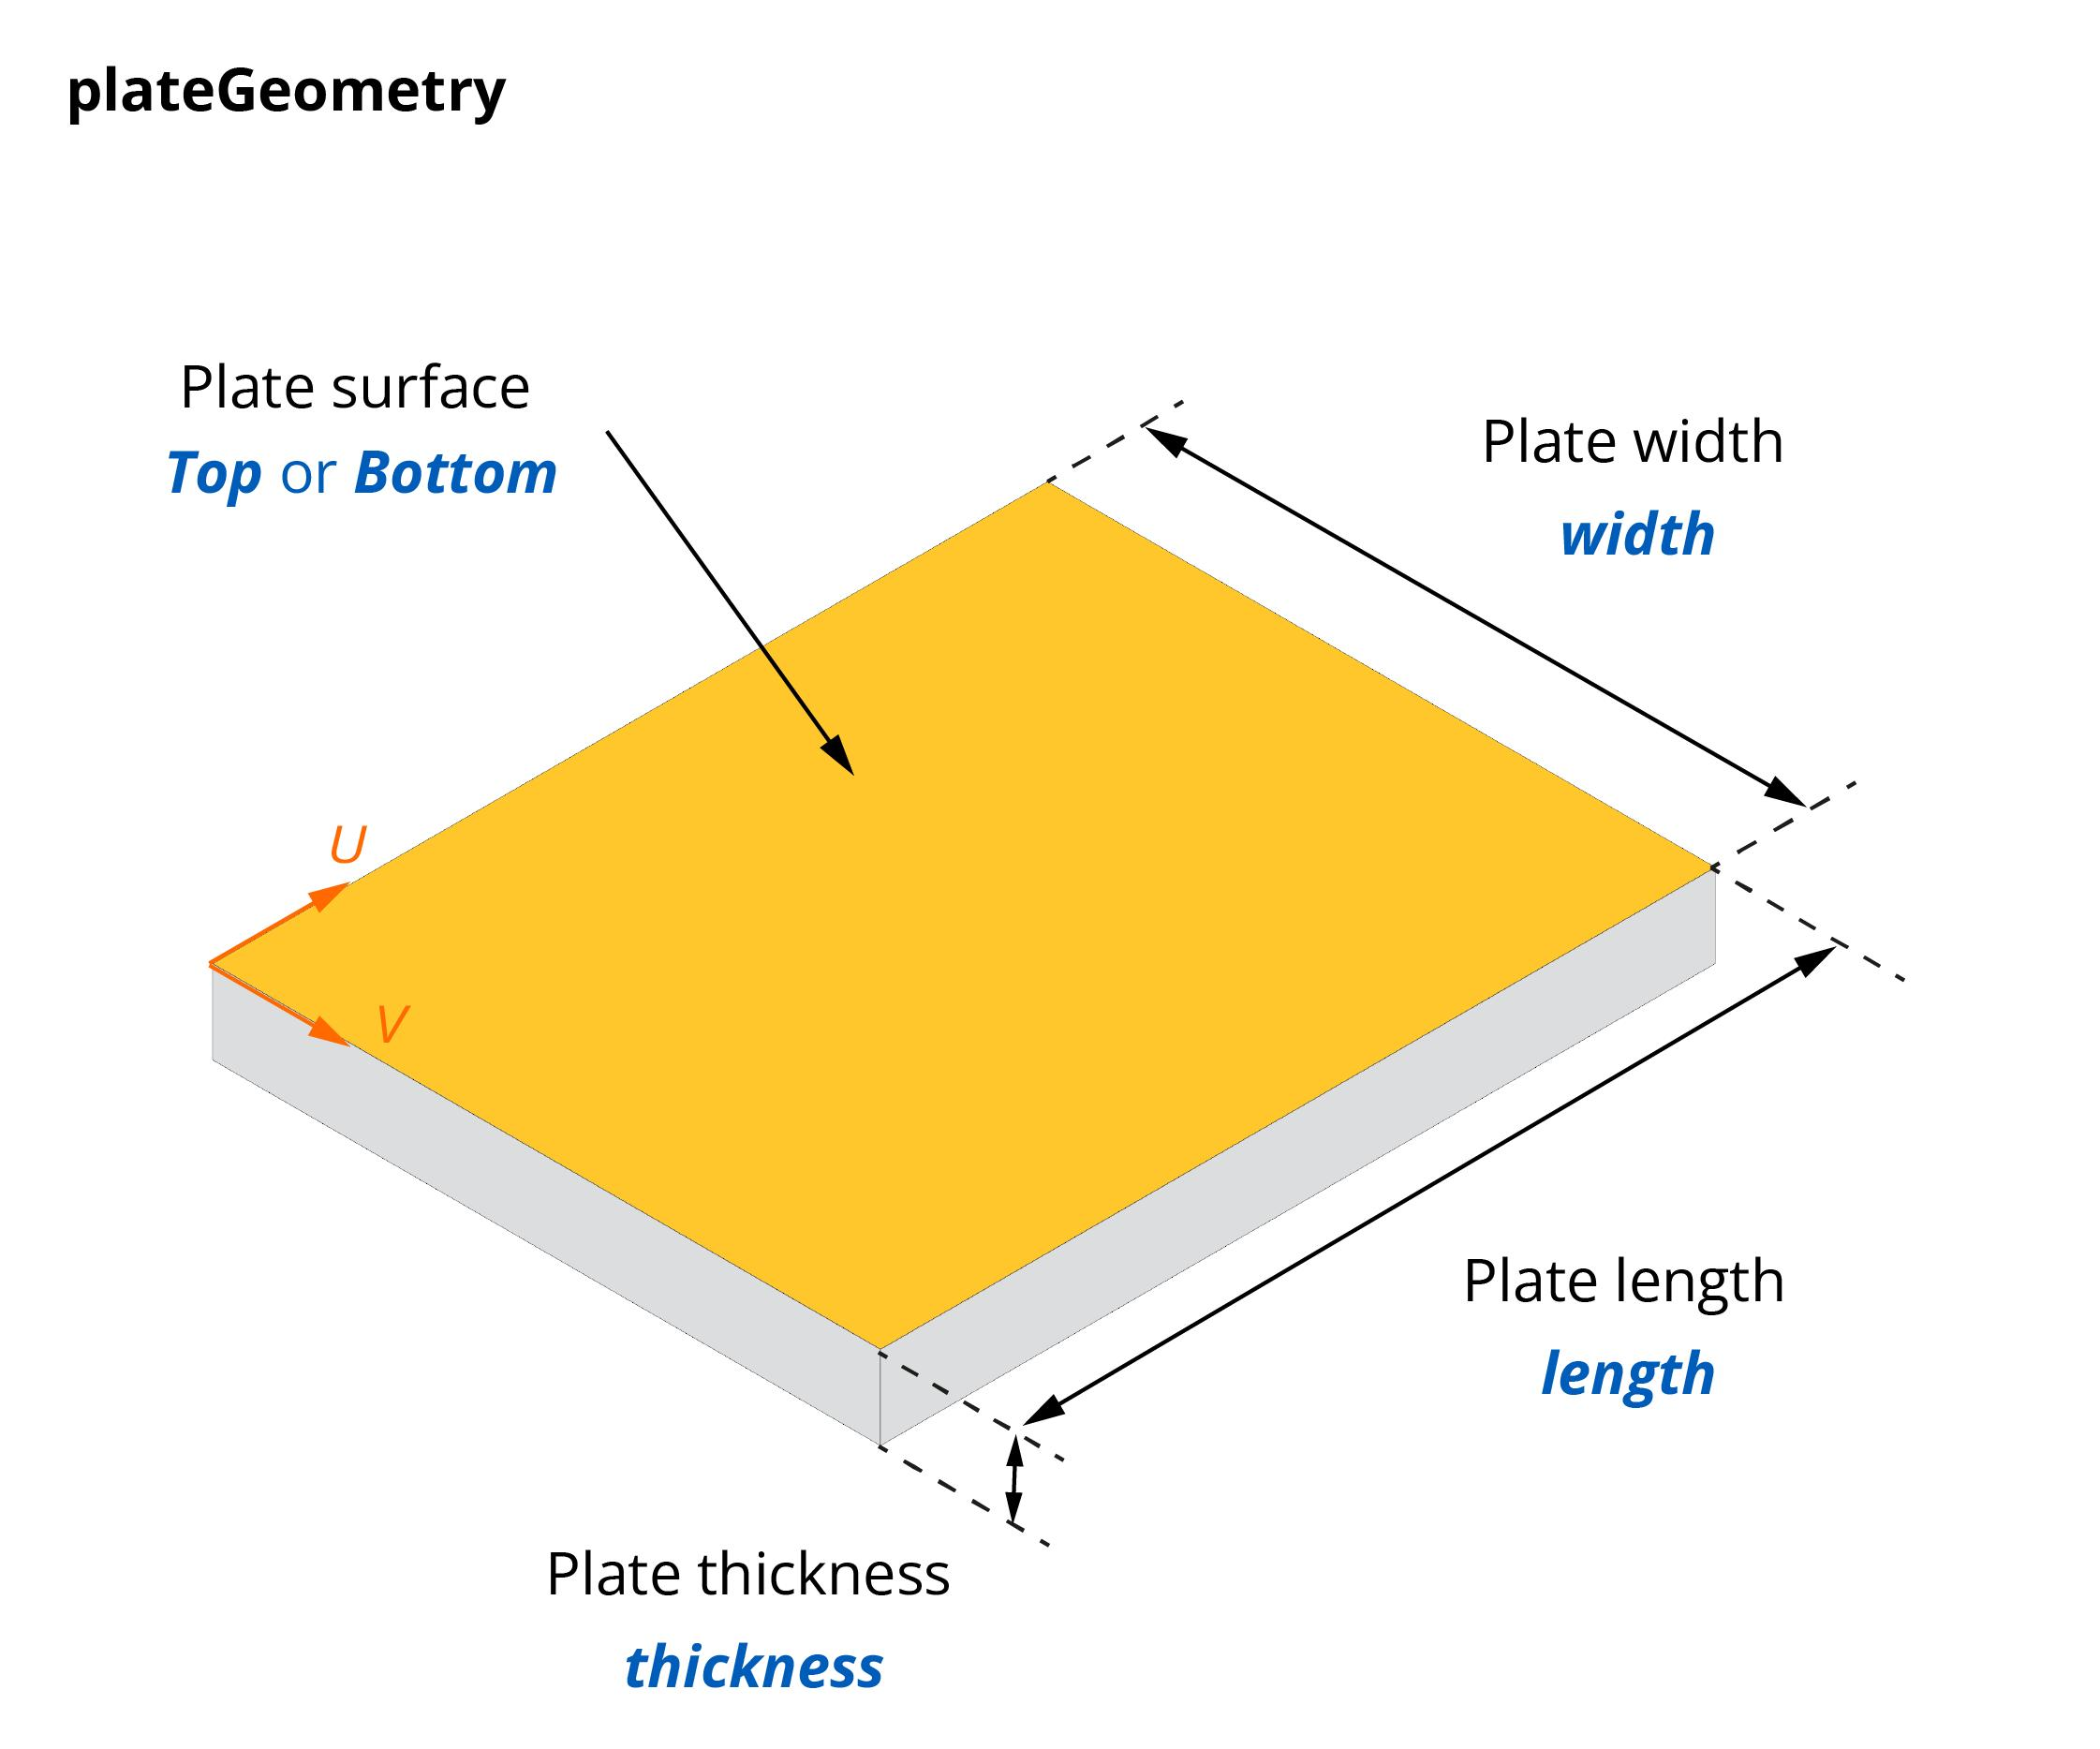 plateGeometry
Plate surface
Top or Bottom
Plate width
width
U
V
Plate length
length
Plate thickness
thickness